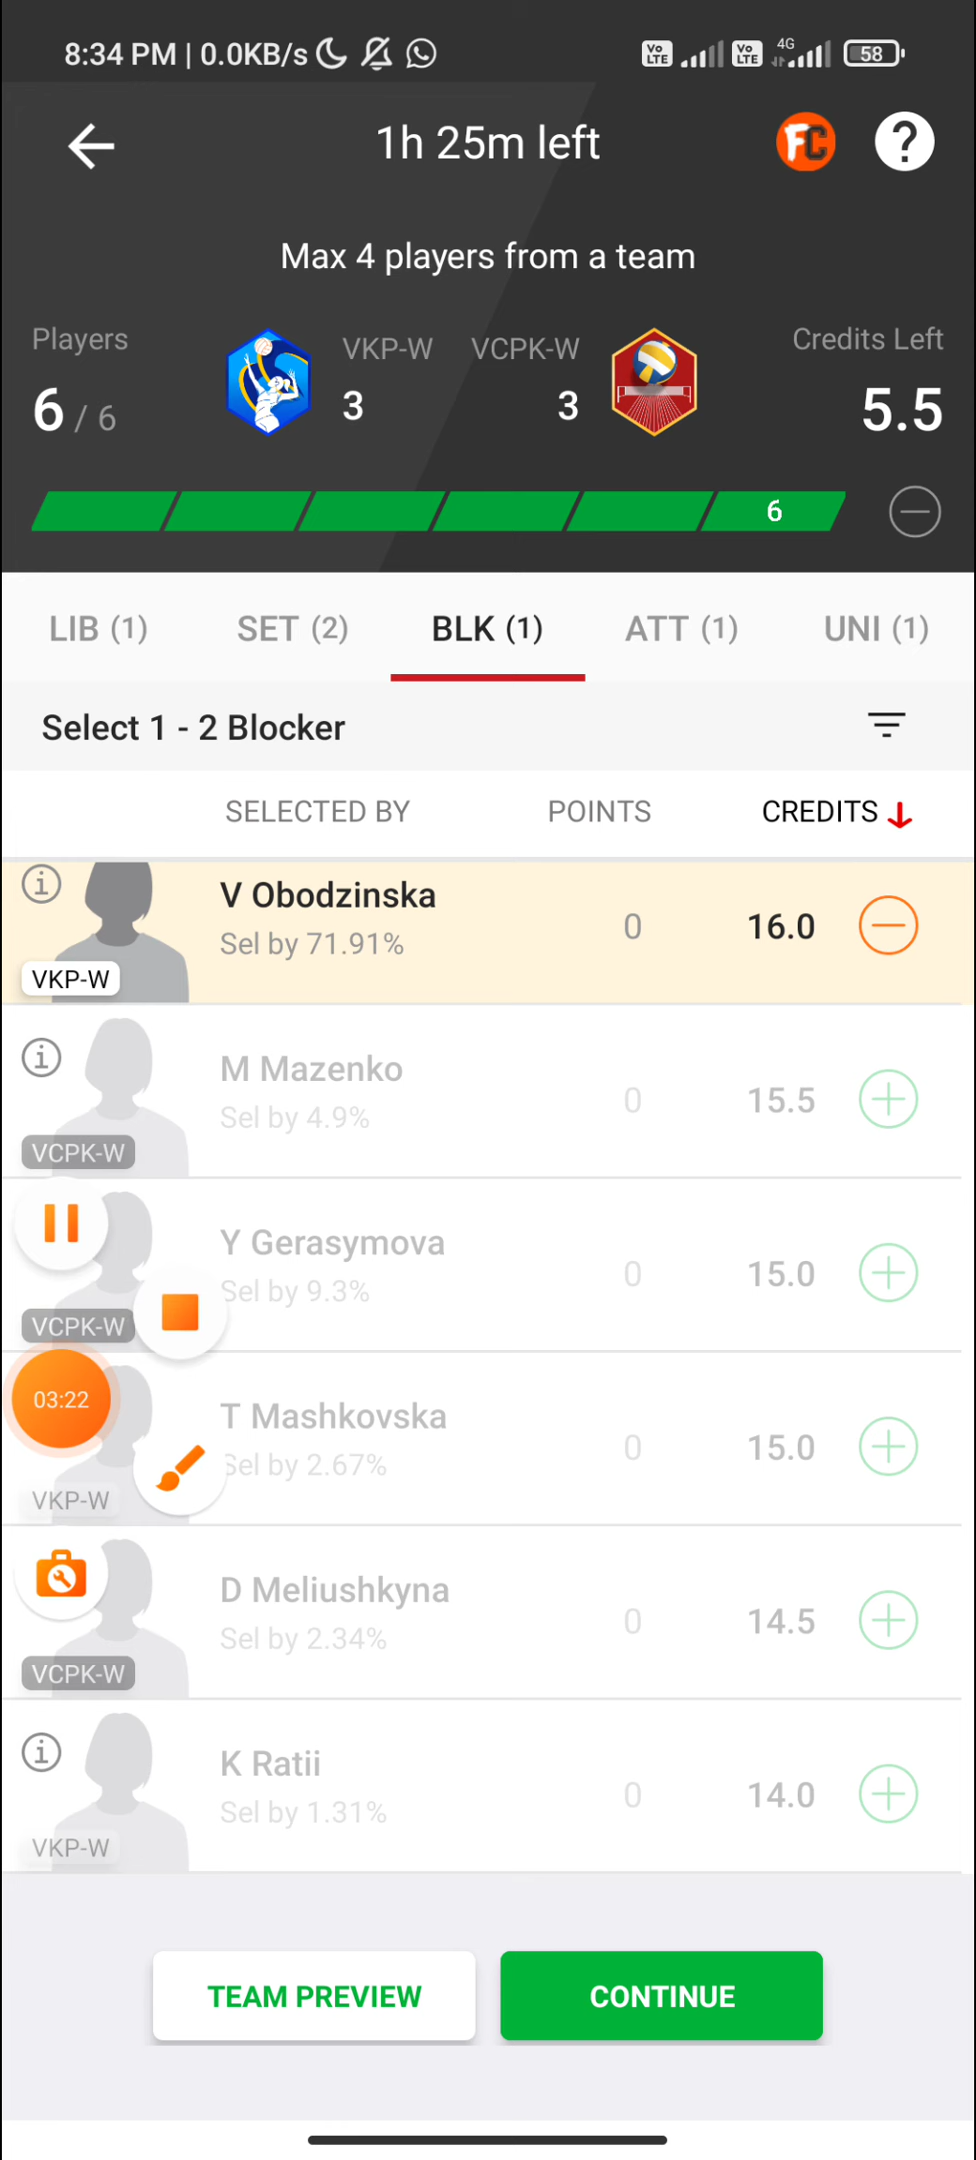 8:34 PM | 0.0KB/s
Vo LTE
Vo LTE
4G
58
1h 25m left
FC
?
Max 4 players from a team
Players
VKP-W
VCPK-W
Credits Left
6 / 6
3
3
5.5
6
LIB (1)
SET (2)
BLK (1)
ATT (1)
UNI (1)
Select 1 - 2 Blocker
SELECTED BY
POINTS
CREDITS
V Obodzinska
Sel by 71.91%
0
16.0
VKP-W
M Mazenko
Sel by 4.9%
0
15.5
VCPK-W
Y Gerasymova
Sel by 9.3%
0
15.0
VCPK-W
03:22
T Mashkovska
Sel by 2.67%
0
15.0
VKP-W
D Meliushkyna
Sel by 2.34%
0
14.5
VCPK-W
K Ratii
Sel by 1.31%
0
14.0
VKP-W
TEAM PREVIEW
CONTINUE